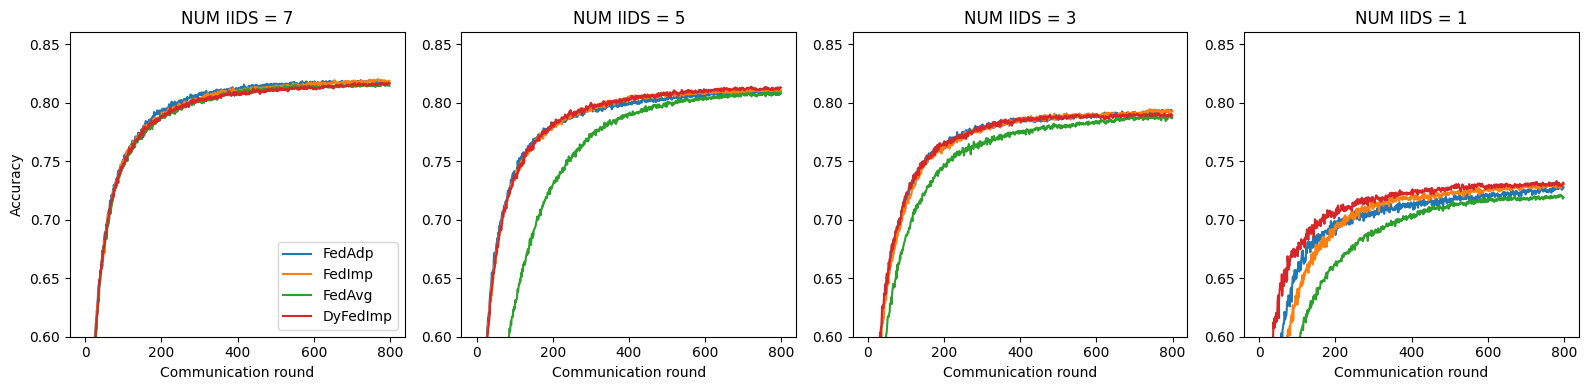 NUM IIDS = 7
Accuracy
0.85
0.80
0.75
0.70
0.65
0.60
0 200 400 600 800
Communication round
FedAdp
FedImp
FedAvg
DyFedImp
NUM IIDS = 5
0.85
0.80
0.75
0.70
0.65
0.60
0 200 400 600 800
Communication round
NUM IIDS = 3
0.85
0.80
0.75
0.70
0.65
0.60
0 200 400 600 800
Communication round
NUM IIDS = 1
0.85
0.80
0.75
0.70
0.65
0.60
0 200 400 600 800
Communication round